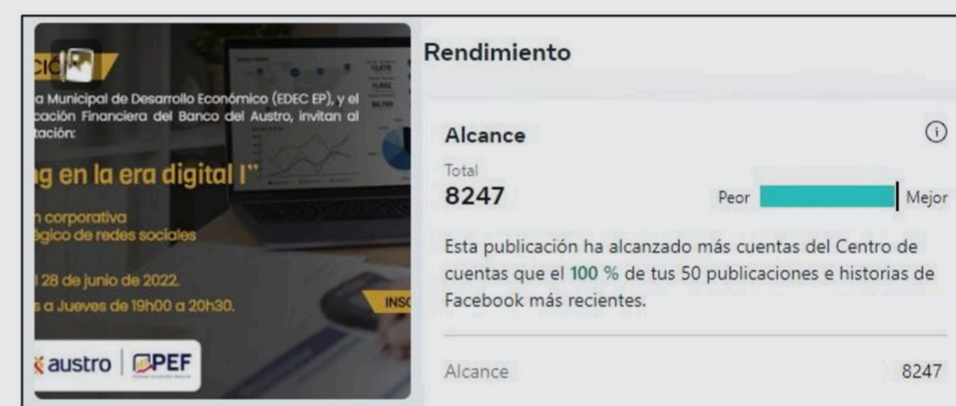 a Municipal de Desarrollo Económico (EDEC EP), y el
cación Financiera del Banco del Austro, invitan al
tación:
ng en la era digital I”
n corporativa
égico de redes sociales
l 28 de junio de 2022.
s a Jueves de 19h00 a 20h30.
INSC
austro | PEF
Rendimiento
Alcance
Total
8247
Peor Mejor
Esta publicación ha alcanzado más cuentas del Centro de
cuentas que el 100 % de tus 50 publicaciones e historias de
Facebook más recientes.
Alcance 8247